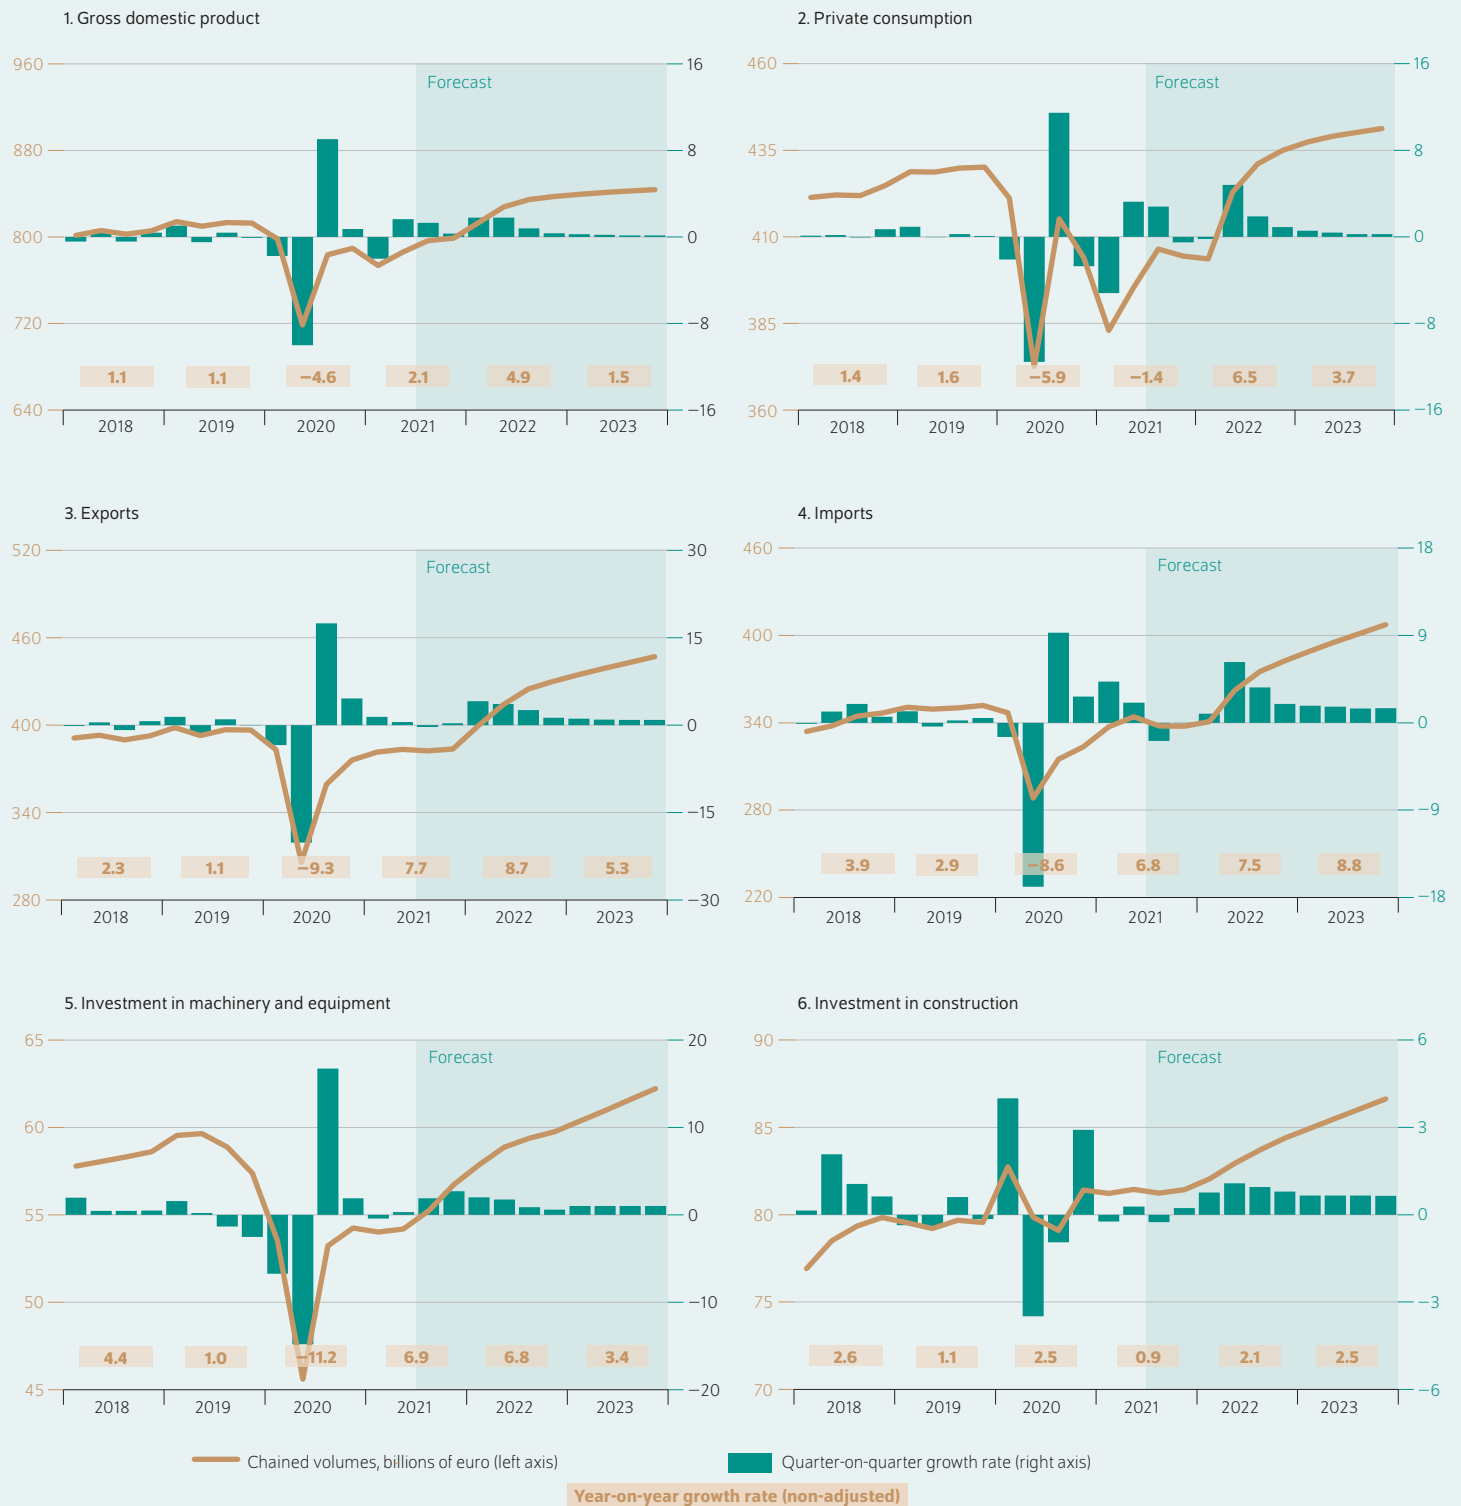 1. Gross domestic product
960 16
Forecast
880 8
800 0
720 −8
1.1 1.1 −4.6 2.1 4.9 1.5
640 −16
2018 2019 2020 2021 2022 2023
2. Private consumption
460 16
Forecast
435 8
410 0
385 −8
1.4 1.6 −5.9 −1.4 6.5 3.7
360 −16
2018 2019 2020 2021 2022 2023
3. Exports
520 30
Forecast
460 15
400 0
340 −15
2.3 1.1 −9.3 7.7 8.7 5.3
280 −30
2018 2019 2020 2021 2022 2023
4. Imports
460 18
Forecast
400 9
340 0
280 −9
3.9 2.9 −8.6 6.8 7.5 8.8
220 −18
2018 2019 2020 2021 2022 2023
5. Investment in machinery and equipment
65 20
Forecast
60 10
55 0
50 −10
4.4 1.0 −11.2 6.9 6.8 3.4
45 −20
2018 2019 2020 2021 2022 2023
6. Investment in construction
90 6
Forecast
85 3
80 0
75 −3
2.6 1.1 2.5 0.9 2.1 2.5
70 −6
2018 2019 2020 2021 2022 2023
Chained volumes, billions of euro (left axis)
Quarter-on-quarter growth rate (right axis)
Year-on-year growth rate (non-adjusted)